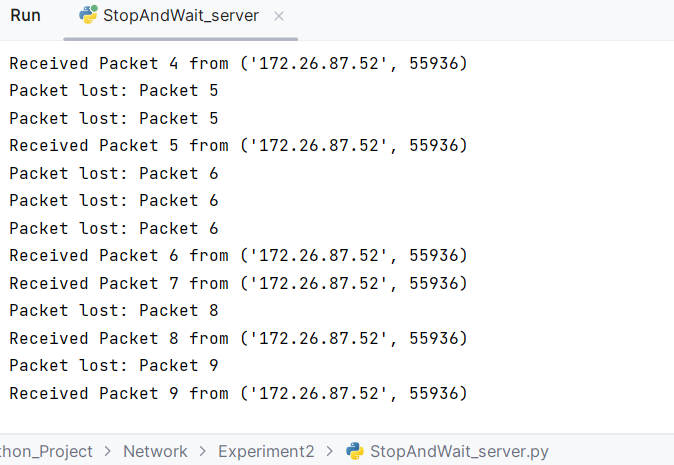 Run StopAndWait_server ×
Received Packet 4 from ('172.26.87.52', 55936)
Packet lost: Packet 5
Packet lost: Packet 5
Received Packet 5 from ('172.26.87.52', 55936)
Packet lost: Packet 6
Packet lost: Packet 6
Packet lost: Packet 6
Received Packet 6 from ('172.26.87.52', 55936)
Received Packet 7 from ('172.26.87.52', 55936)
Packet lost: Packet 8
Received Packet 8 from ('172.26.87.52', 55936)
Packet lost: Packet 9
Received Packet 9 from ('172.26.87.52', 55936)
thon_Project > Network > Experiment2 > StopAndWait_server.py